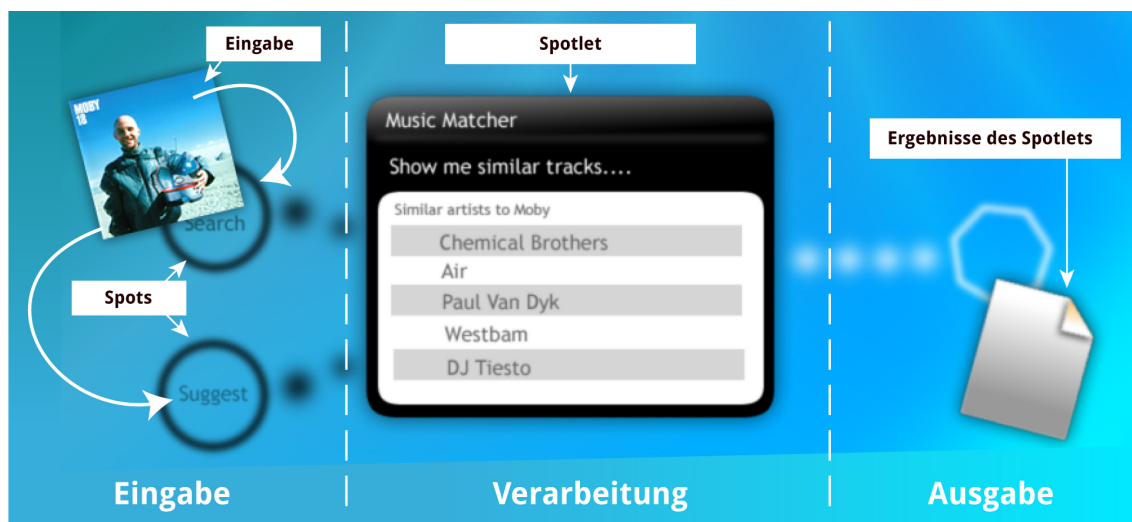 Eingabe
MOBY
18
Search
Spots
Suggest
Spotlet
Music Matcher
Show me similar tracks....
Similar artists to Moby
Chemical Brothers
Air
Paul Van Dyk
Westbam
DJ Tiesto
Ergebnisse des Spotlets
Eingabe
Verarbeitung
Ausgabe